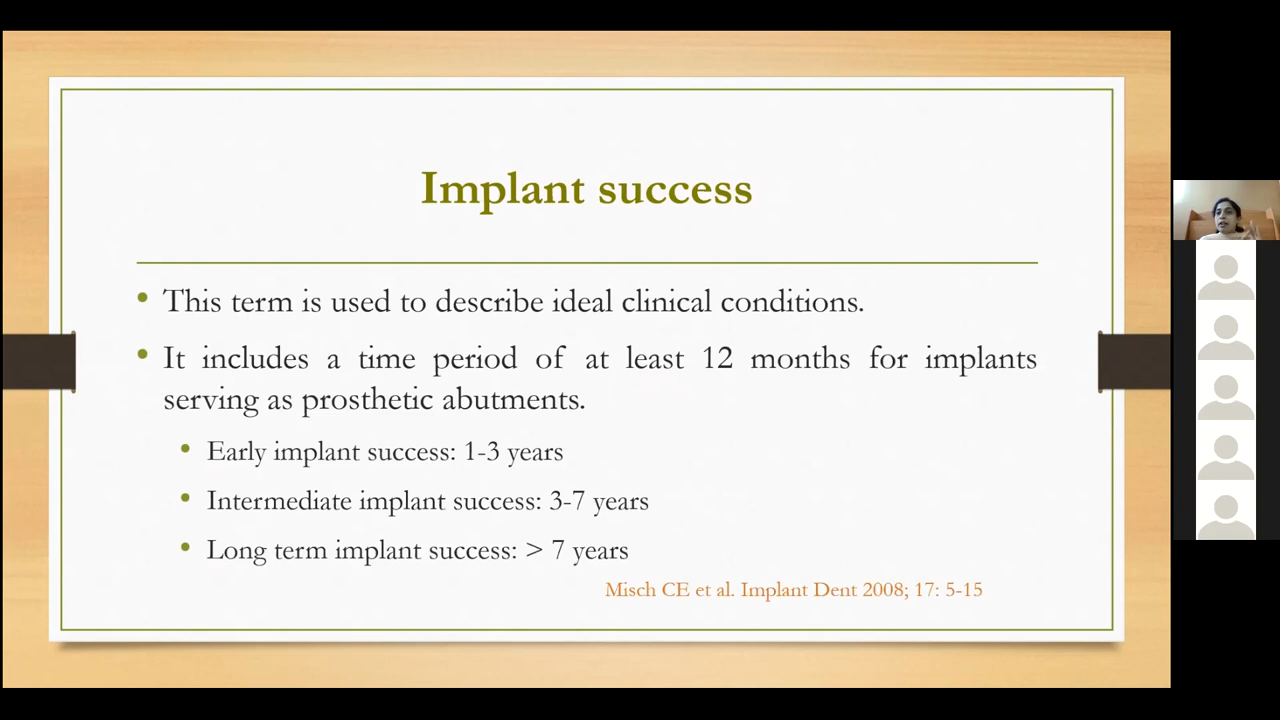 Implant success
• This term is used to describe ideal clinical conditions.
• It includes a time period of at least 12 months for implants
serving as prosthetic abutments.
• Early implant success: 1-3 years
• Intermediate implant success: 3-7 years
• Long term implant success: > 7 years
Misch CE et al. Implant Dent 2008; 17: 5-15